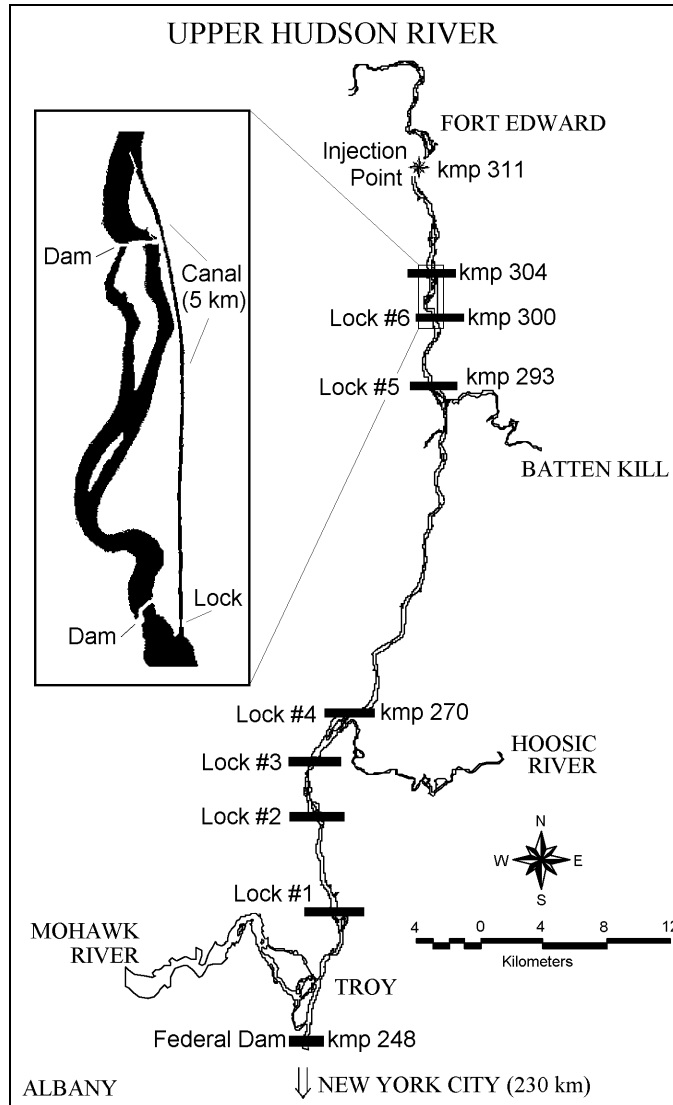 UPPER HUDSON RIVER
FORT EDWARD
Injection
Point
kmp 311
Dam
Canal
(5 km)
kmp 304
Lock #6
kmp 300
Lock #5
kmp 293
BATTEN KILL
Lock
Dam
Lock #4
kmp 270
HOOSIC
RIVER
Lock #3
Lock #2
N
W
E
S
Lock #1
4 0 4 8 12
Kilometers
MOHAWK
RIVER
TROY
Federal Dam
kmp 248
ALBANY
NEW YORK CITY (230 km)